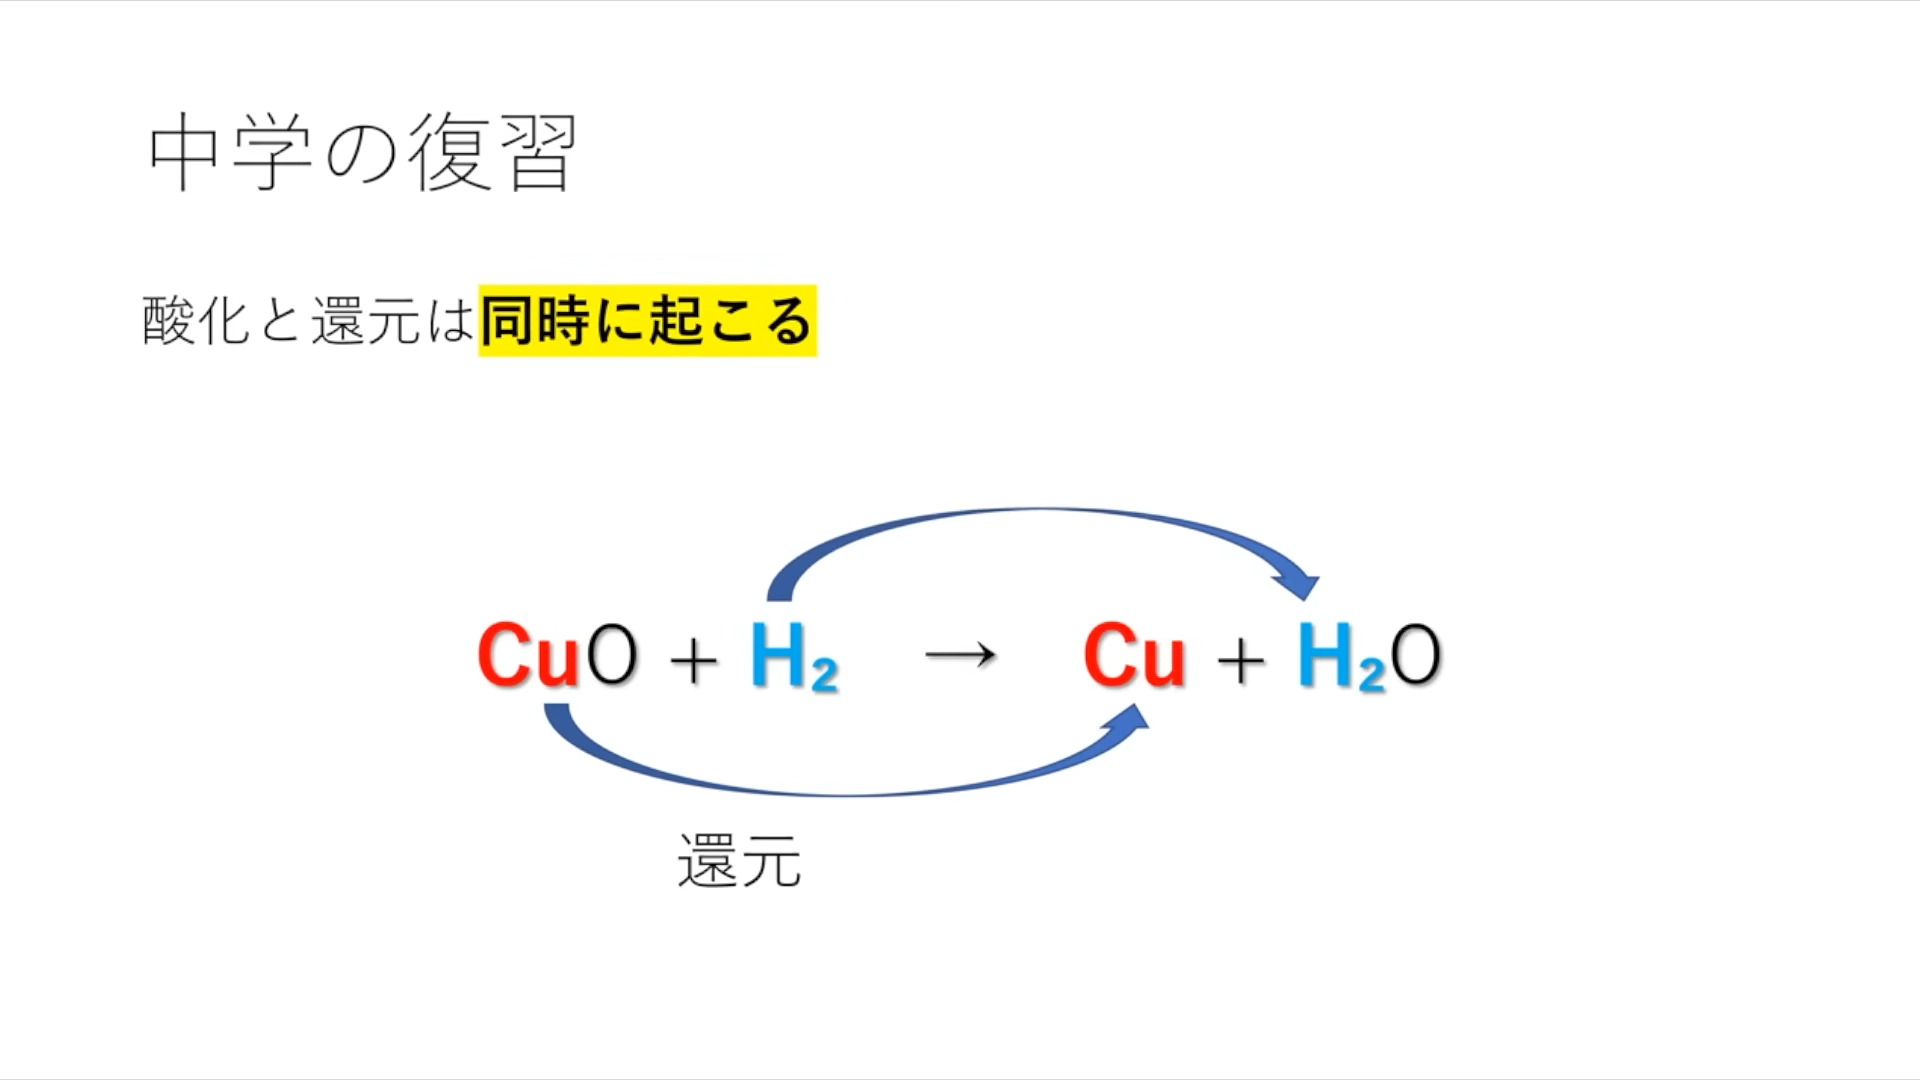 中学の復習
酸化と還元は同時に起こる
CuO + H₂ → Cu + H₂O
還元